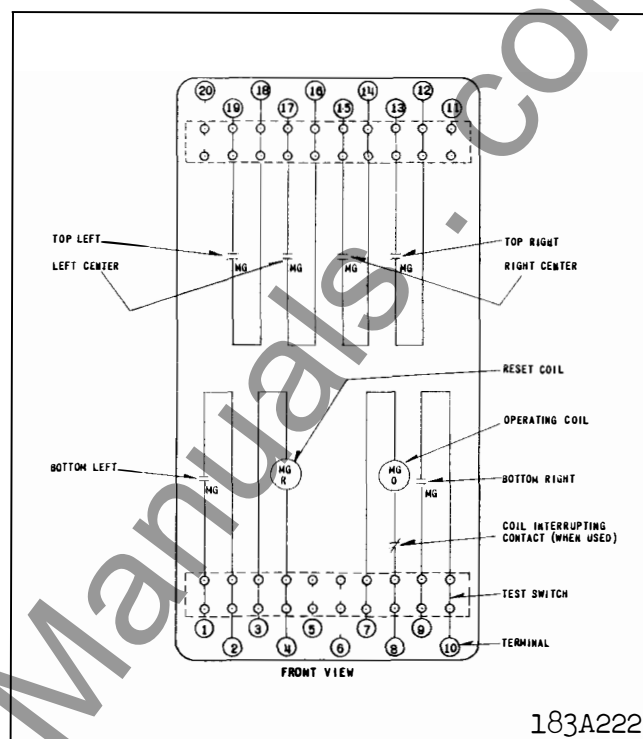 20 18 16 14 12
19 17 15 13 11
TOP LEFT
LEFT CENTER
MG MG MG MG
TOP RIGHT
RIGHT CENTER
RESET COIL
OPERATING COIL
BOTTOM LEFT
MG
MG
R
MG
O
MG
BOTTOM RIGHT
COIL INTERRUPTING
CONTACT (WHEN USED)
TEST SWITCH
1 3 5 7 9
2 4 6 8 10
TERMINAL
FRONT VIEW
183A222
Manuals.co